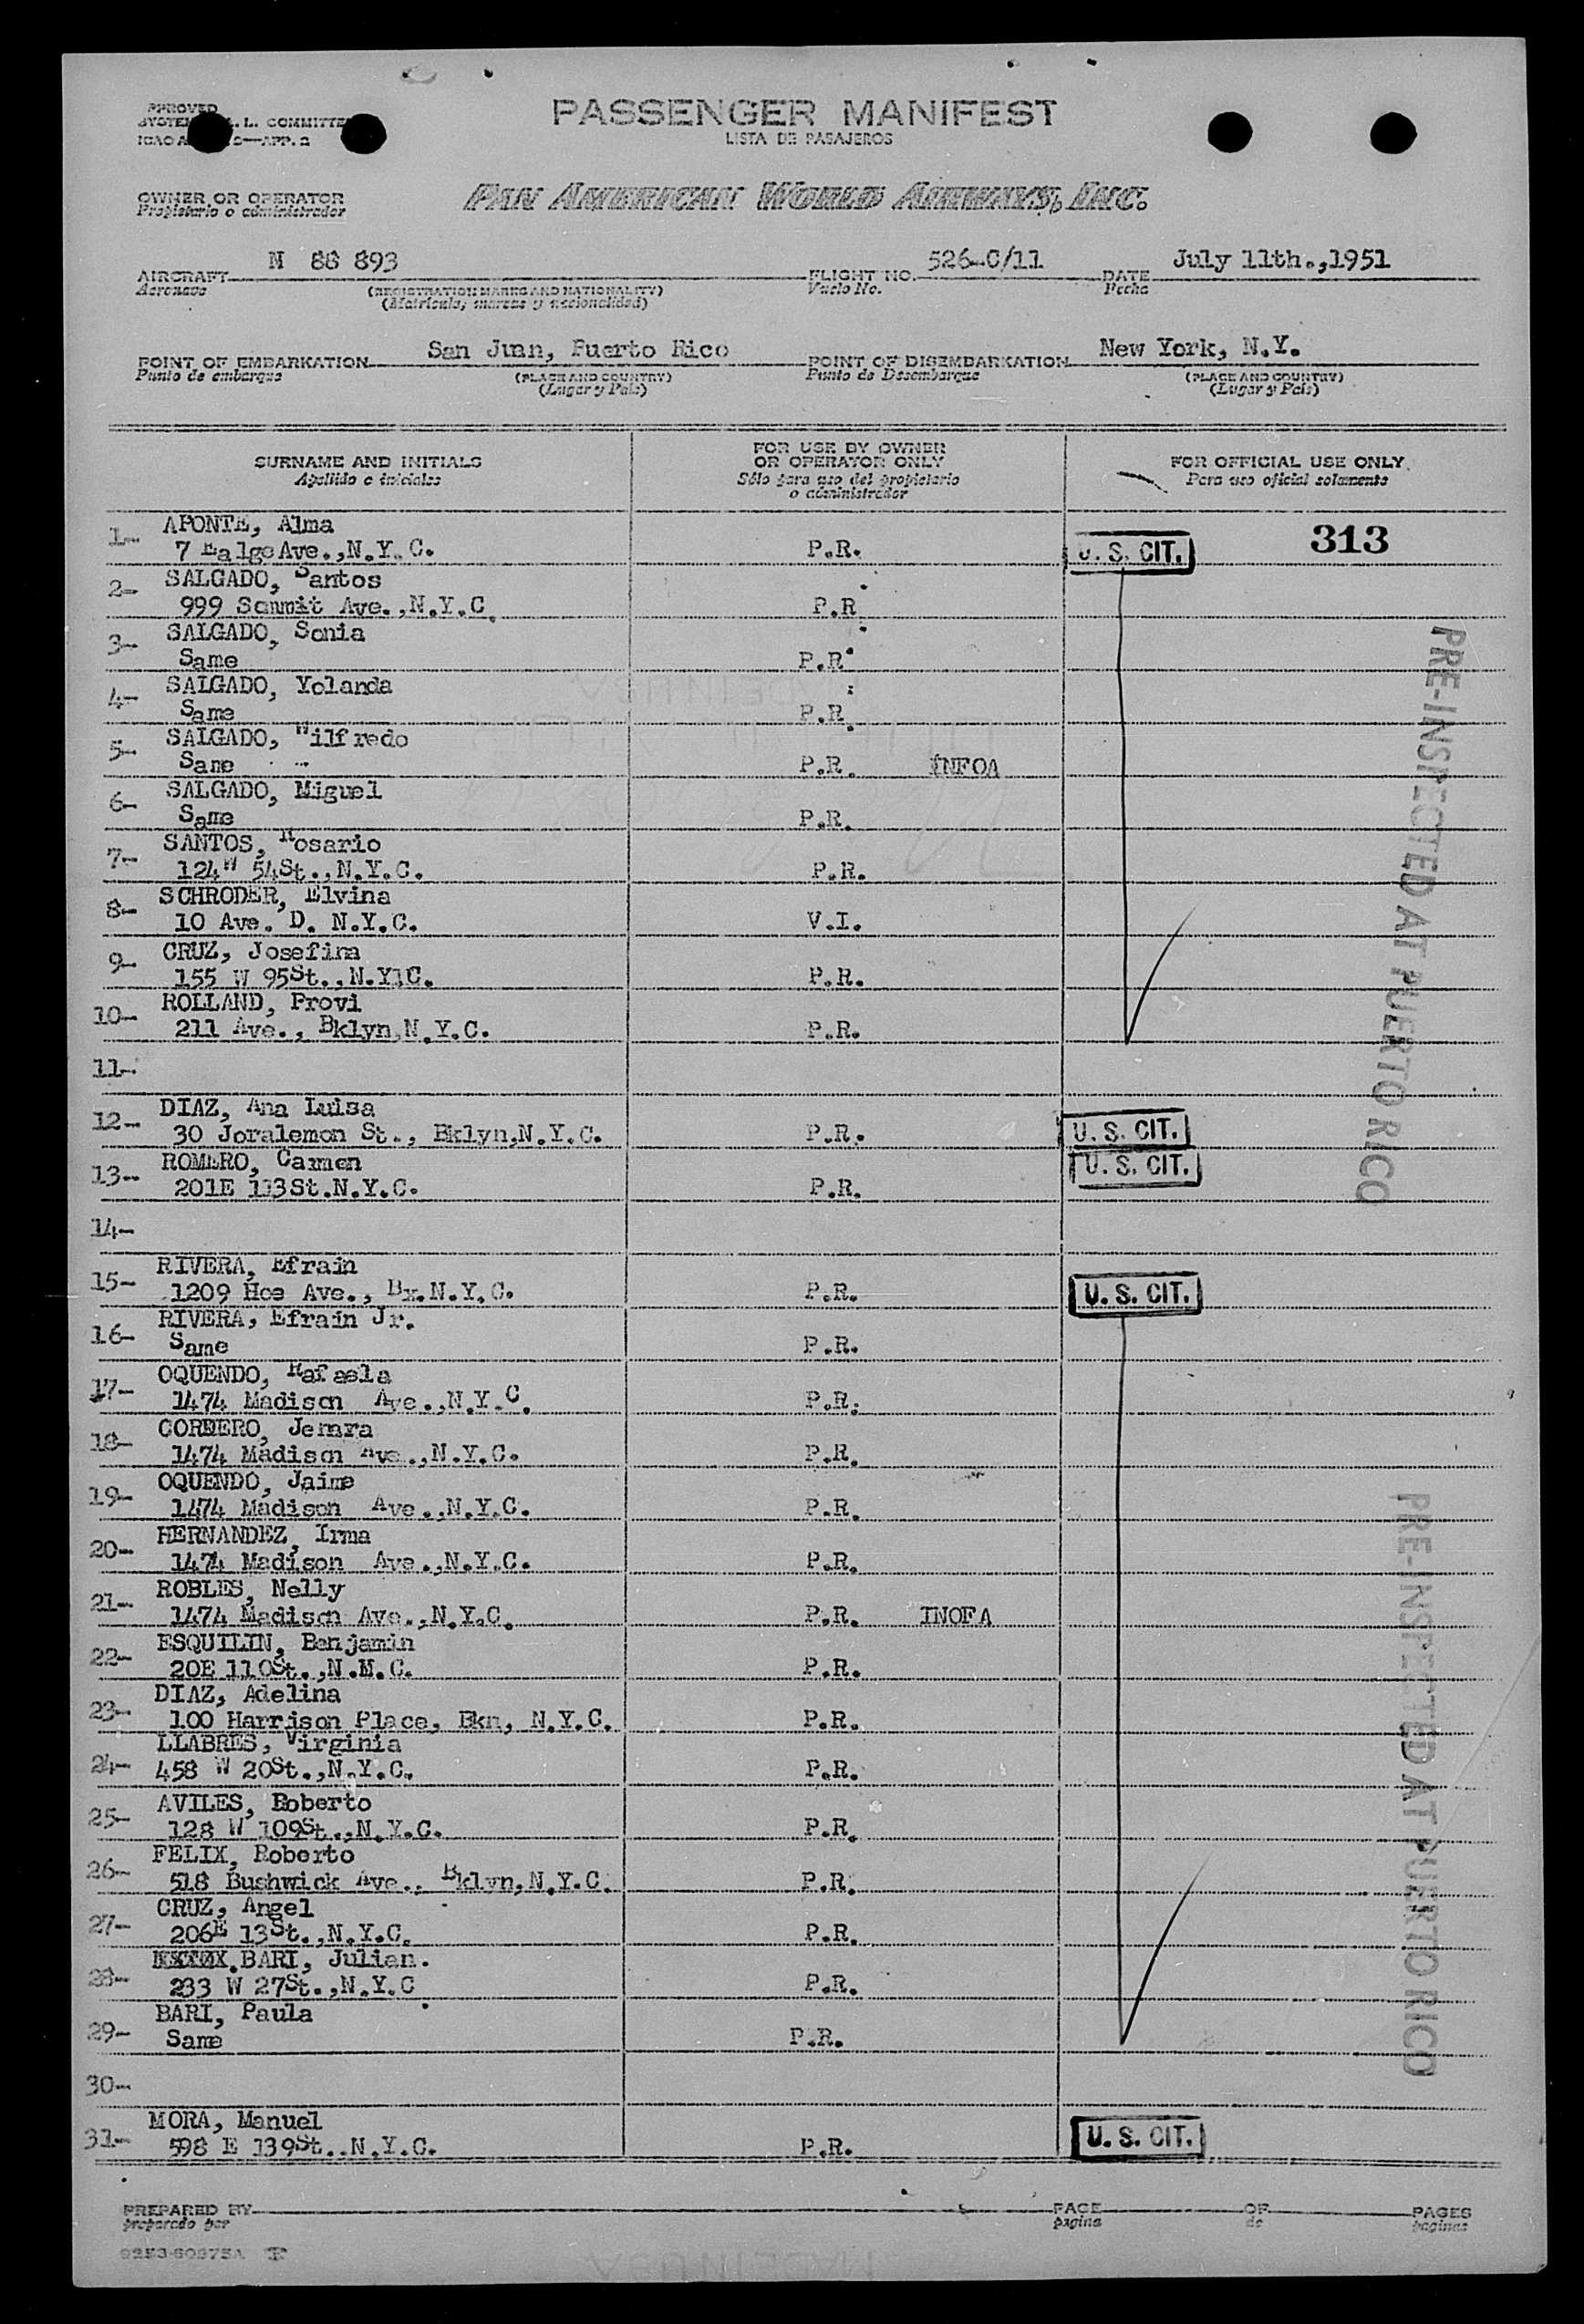 PASSENGER MANIFEST
LISTA DE PASAJEROS
OWNER OR OPERATOR
Propietario o administrador
PAN AMERICAN WORLD AIRWAYS, INC.
AIRCRAFT N 88 893 FLIGHT NO. 526-C/11 DATE July 11th.,1951
Aeronave (REGISTRATION MARKS AND NATIONALITY) Vuelo No. Fecha
(Matrícula, marcas y nacionalidad)
POINT OF EMBARKATION San Juan, Puerto Rico POINT OF DISEMBARKATION New York, N.Y.
Punto de embarque (PLACE AND COUNTRY) Punto de Desembarque (PLACE AND COUNTRY)
(Lugar y País) (Lugar y País)
SURNAME AND INITIALS FOR USE BY OWNER OR OPERATOR ONLY FOR OFFICIAL USE ONLY
Apellido e iniciales Sólo para uso del propietario o administrador Para uso oficial solamente
1- APONTE, Alma
7 Ave.,N.Y.C. P.R. U. S. CIT. 313
2- SALGADO, Santos
999 Summit Ave.,N.Y.C. P.R
3- SALGADO, Sonia
Same P.R
4- SALGADO, Yolanda
Same P.R.
5- SALGADO, Wilfredo
Same P.R. INFOA
6- SALGADO, Miguel
Same P.R.
7- SANTOS, Rosario
124W 54St.,N.Y.C. P.R.
8- SCHRODER, Elvina
10 Ave. D. N.Y.C. V.I.
9- CRUZ, Josefina
155 W 95St.,N.Y.C. P.R.
10- ROLLAND, Provi
211 Ave., Bklyn,N.Y.C. P.R.
11-
12- DIAZ, Ana Luisa
30 Joralemon St., Bklyn,N.Y.C. P.R. U. S. CIT.
13- ROMERO, Carmen
201E 113St.N.Y.C. P.R. U. S. CIT.
14-
15- RIVERA, Efrain
1209 Hoe Ave., Bx.N.Y.C. P.R. U. S. CIT.
16- RIVERA, Efrain Jr.
Same P.R.
17- OQUENDO, Rafaela
1474 Madison Ave.,N.Y.C. P.R.
18- CORDERO,
1474 Madison Ave.,N.Y.C. P.R.
19- OQUENDO, Jaime
1474 Madison Ave.,N.Y.C. P.R.
20- HERNANDEZ, Irma
1474 Madison Ave.,N.Y.C. P.R.
21- ROBLES, Nelly
1474 Madison Ave.,N.Y.C. P.R. INOFA
22- ESQUILIN, Benjamin
20E 110St.,N.M.C. P.R.
23- DIAZ, Adelina
100 Harrison Place, Bkn, N.Y.C. P.R.
24- LLABRES, Virginia
458 W 20St.,N.Y.C. P.R.
25- AVILES, Roberto
128 W 109St.,N.Y.C. P.R.
26- FELIX, Roberto
518 Bushwick Ave., Bklyn,N.Y.C. P.R.
27- CRUZ, Angel
206E 13St.,N.Y.C. P.R.
28- BARI, Julian.
233 W 27St.,N.Y.C P.R.
29- BARI, Paula
Same P.R.
30-
31- MORA, Manuel
598 E 139St..N.Y.C. P.R. U. S. CIT.
PRE-INSPECTED AT PUERTO RICO
PRE-INSPECTED AT PUERTO RICO
PREPARED BY PAGE OF PAGES
preparado por pagina de paginas